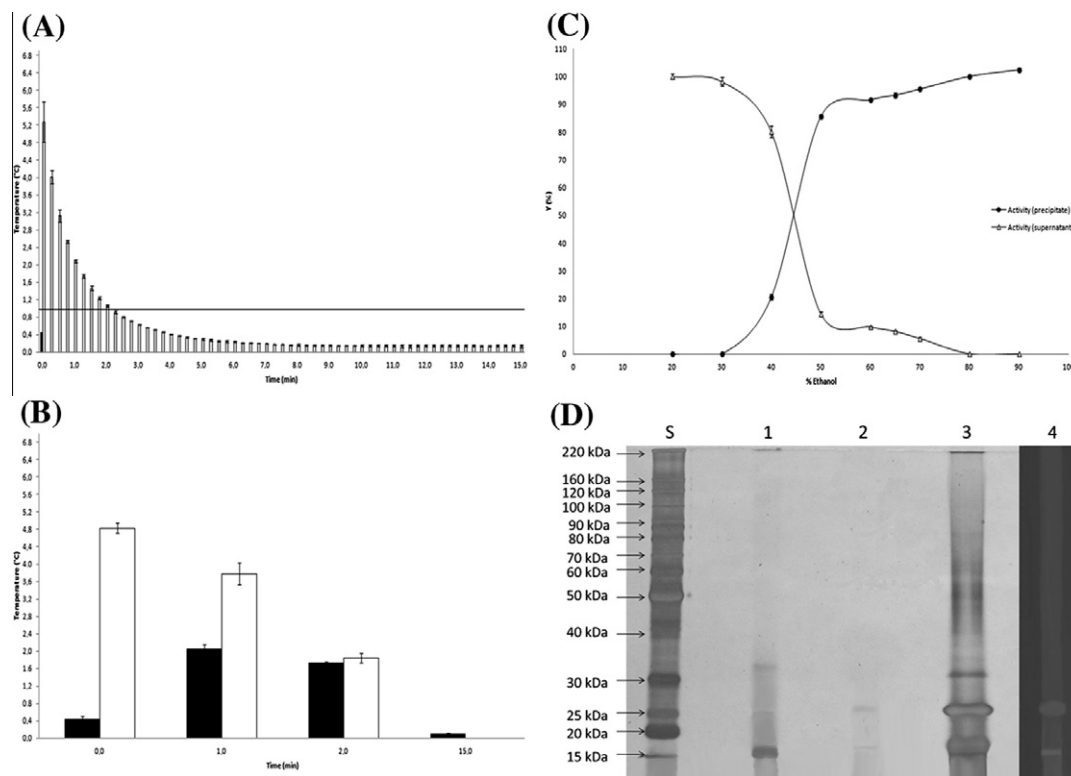 (A)
6,8
6,4
6,0
5,6
5,2
4,8
4,4
4,0
3,6
3,2
2,8
2,4
2,0
1,6
1,2
0,8
0,4
0,0
Temperature (°C)
0,0 1,0 2,0 3,0 4,0 5,0 6,0 7,0 8,0 9,0 10,0 11,0 12,0 13,0 14,0 15,0
Time (min)
(C)
110
100
90
80
70
60
50
40
30
20
10
0
Y (%)
0 10 20 30 40 50 60 70 80 90 100
% Ethanol
Activity (precipitate)
Activity (supernatant
(B)
6,8
6,4
6,0
5,6
5,2
4,8
4,4
4,0
3,6
3,2
2,8
2,4
2,0
1,6
1,2
0,8
0,4
0,0
Temperature (°C)
0,0 1,0 2,0 15,0
Time (min)
(D)
S 1 2 3 4
220 kDa
160 kDa
120 kDa
100 kDa
90 kDa
80 kDa
70 kDa
60 kDa
50 kDa
40 kDa
30 kDa
25 kDa
20 kDa
15 kDa